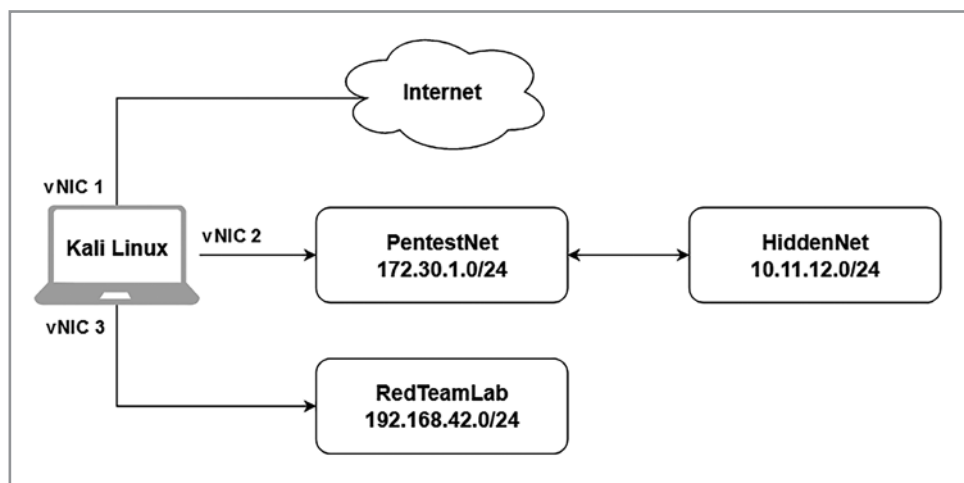 Internet
vNIC 1
Kali Linux
vNIC 2
PentestNet
172.30.1.0/24
HiddenNet
10.11.12.0/24
vNIC 3
RedTeamLab
192.168.42.0/24